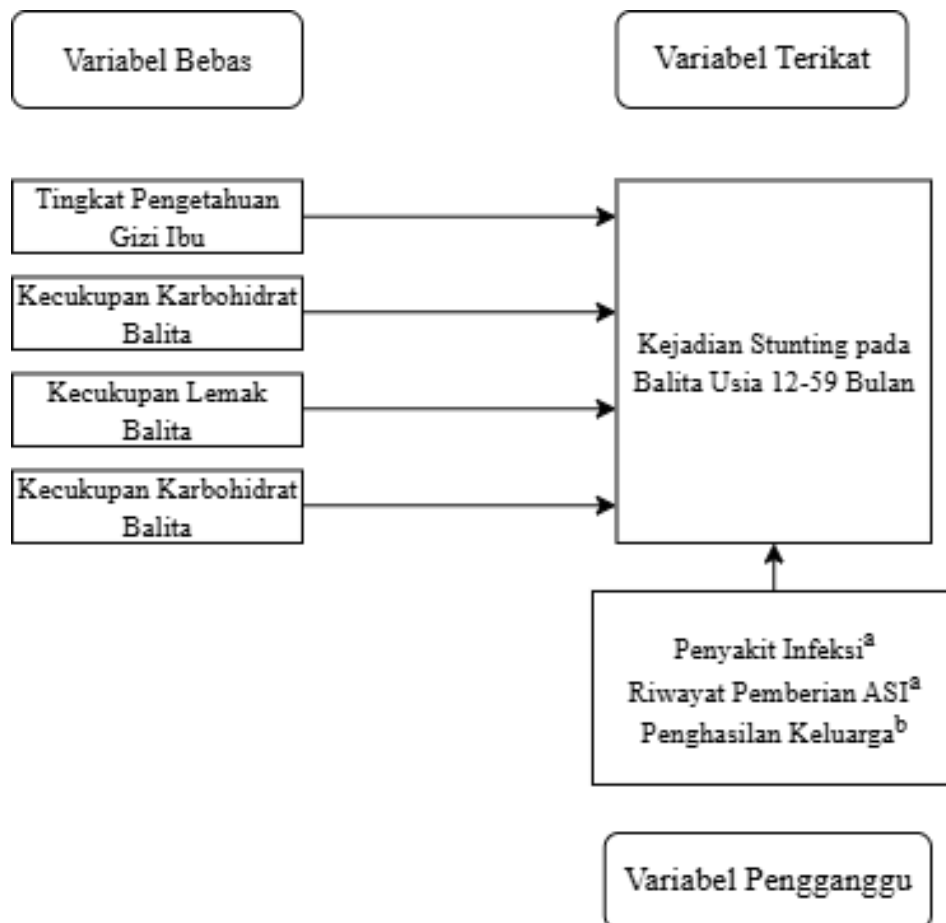 Variabel Bebas
Variabel Terikat
Tingkat Pengetahuan
Gizi Ibu
Kecukupan Karbohidrat
Balita
Kecukupan Lemak
Balita
Kecukupan Karbohidrat
Balita
Kejadian Stunting pada
Balita Usia 12-59 Bulan
Penyakit Infeksiᵃ
Riwayat Pemberian ASIᵃ
Penghasilan Keluargaᵇ
Variabel Pengganggu